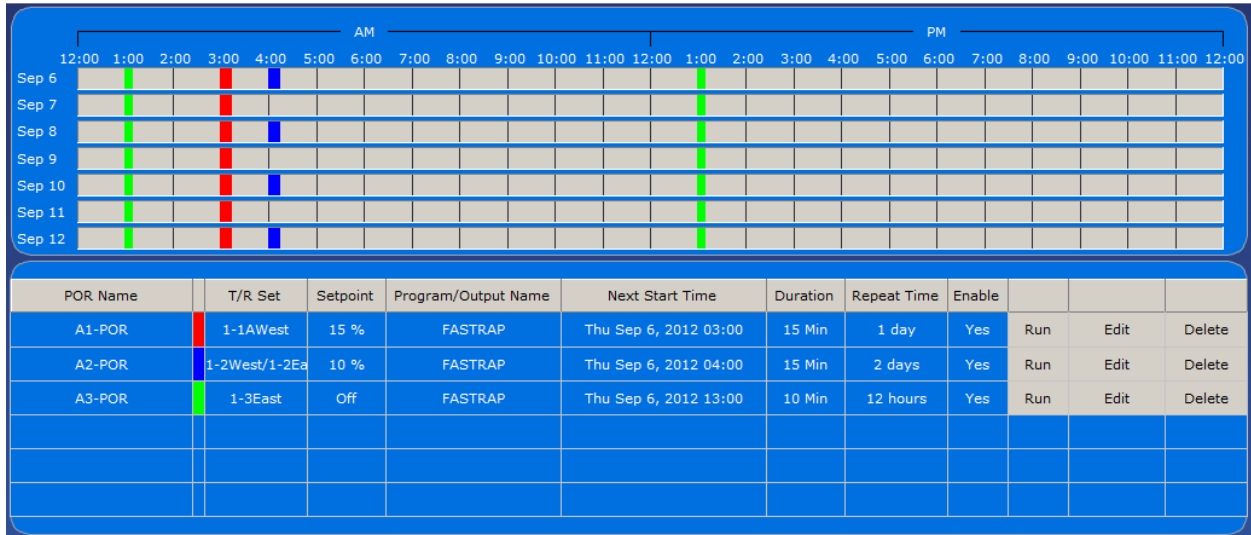 AM PM
12:00 1:00 2:00 3:00 4:00 5:00 6:00 7:00 8:00 9:00 10:00 11:00 12:00 1:00 2:00 3:00 4:00 5:00 6:00 7:00 8:00 9:00 10:00 11:00 12:00
Sep 6
Sep 7
Sep 8
Sep 9
Sep 10
Sep 11
Sep 12
POR Name T/R Set Setpoint Program/Output Name Next Start Time Duration Repeat Time Enable
A1-POR 1-1AWest 15 % FASTRAP Thu Sep 6, 2012 03:00 15 Min 1 day Yes Run Edit Delete
A2-POR 1-2West/1-2Ea 10 % FASTRAP Thu Sep 6, 2012 04:00 15 Min 2 days Yes Run Edit Delete
A3-POR 1-3East Off FASTRAP Thu Sep 6, 2012 13:00 10 Min 12 hours Yes Run Edit Delete